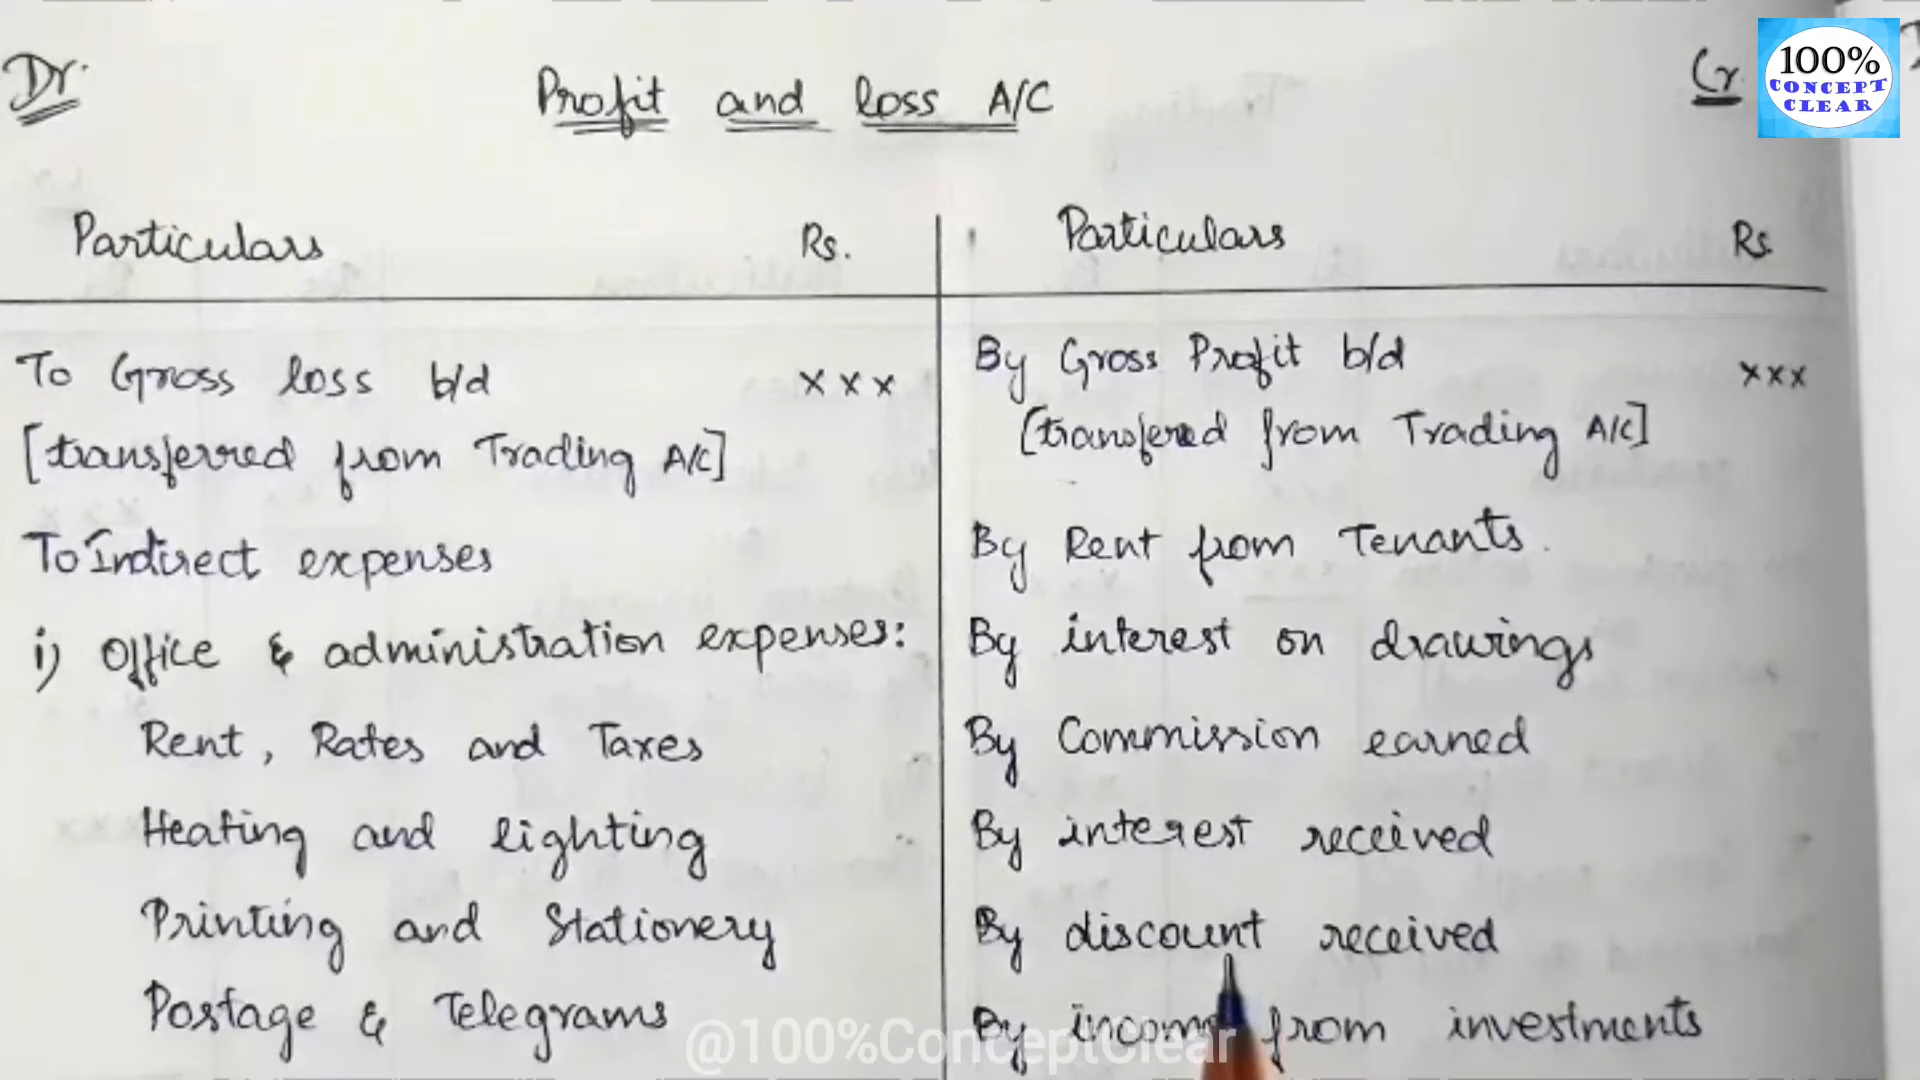 Dr.
Profit and loss A/C
Cr
100%
CONCEPT
CLEAR
Particulars Rs.
To Gross loss b/d xxx
[transferred from Trading A/C]
To Indirect expenses
i) Office & administration expenses:
Rent, Rates and Taxes
Heating and lighting
Printing and Stationery
Postage & Telegrams
Particulars Rs
By Gross Profit b/d xxx
[transfered from Trading A/C]
By Rent from Tenants.
By interest on drawings
By Commission earned
By interest received
By discount received
By income from investments
@100%ConceptClear